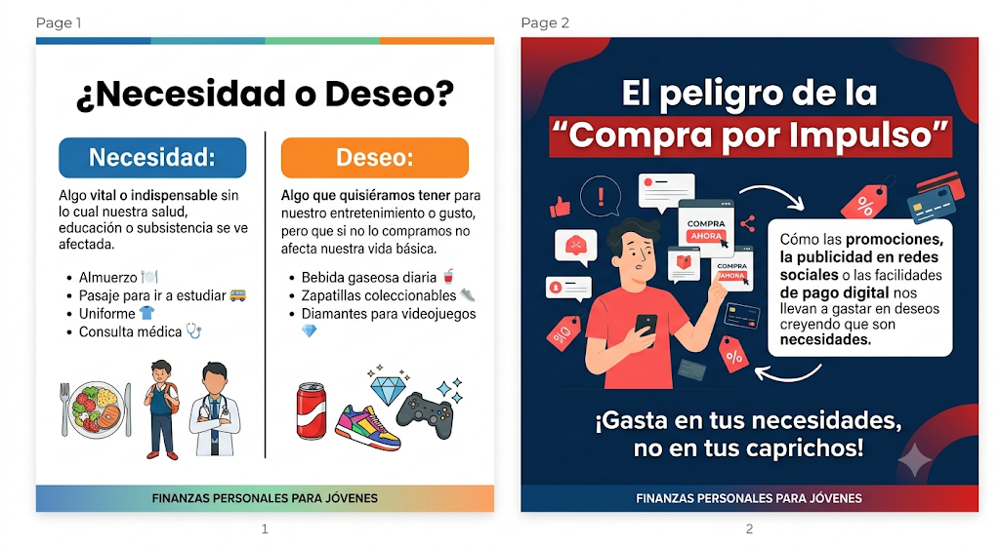 Page 1
¿Necesidad o Deseo?
Necesidad:
Algo vital o indispensable sin
lo cual nuestra salud,
educación o subsistencia se ve
afectada.
• Almuerzo 🍽️
• Pasaje para ir a estudiar 🚌
• Uniforme 👕
• Consulta médica 🩺
Deseo:
Algo que quisiéramos tener para
nuestro entretenimiento o gusto,
pero que si no lo compramos no
afecta nuestra vida básica.
• Bebida gaseosa diaria 🥤
• Zapatillas coleccionables 👟
• Diamantes para videojuegos
💎
FINANZAS PERSONALES PARA JÓVENES
1
Page 2
El peligro de la
“Compra por Impulso”
!
COMPRA
AHORA
COMPRA
%
%
%
Cómo las promociones,
la publicidad en redes
sociales o las facilidades
de pago digital nos
llevan a gastar en deseos
creyendo que son
necesidades.
¡Gasta en tus necesidades,
no en tus caprichos!
FINANZAS PERSONALES PARA JÓVENES
2